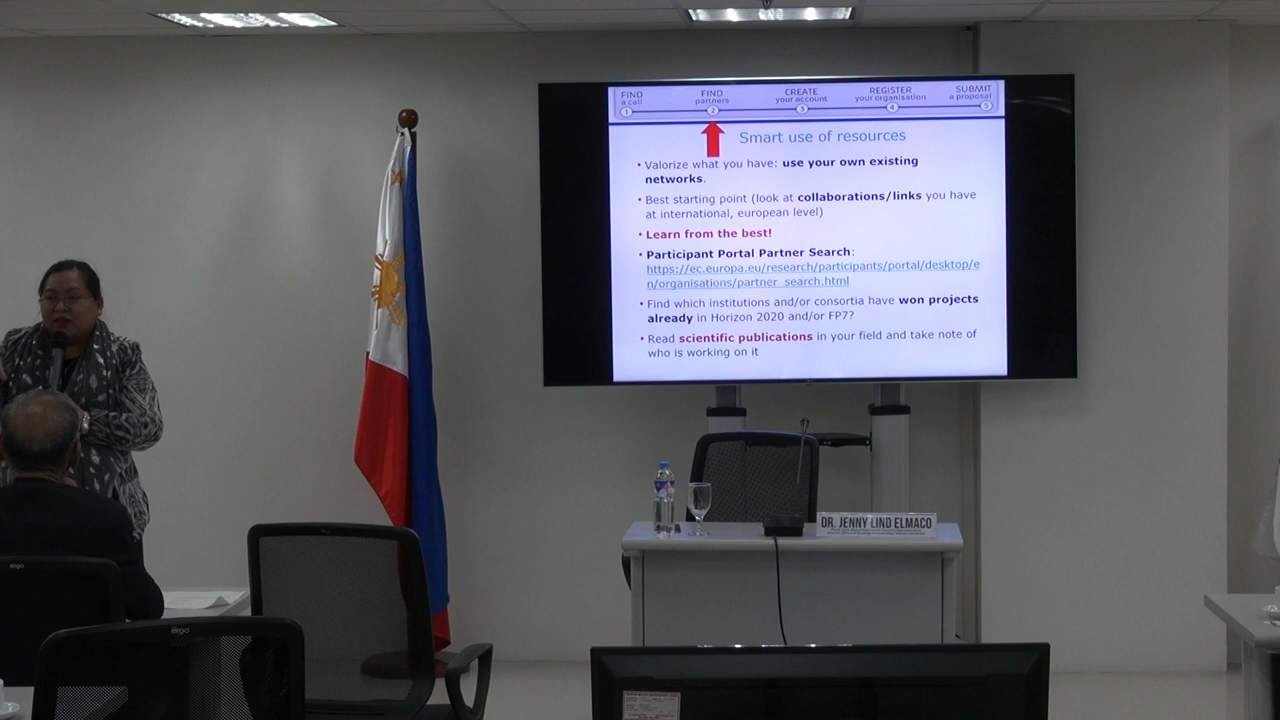 FIND
a call
FIND
partners
CREATE
your account
REGISTER
your organisation
SUBMIT
a proposal
1
2
3
4
5
Smart use of resources
• Valorize what you have: use your own existing
networks.
• Best starting point (look at collaborations/links you have
at international, european level)
• Learn from the best!
• Participant Portal Partner Search:
https://ec.europa.eu/research/participants/portal/desktop/e
n/organisations/partner_search.html
• Find which institutions and/or consortia have won projects
already in Horizon 2020 and/or FP7?
• Read scientific publications in your field and take note of
who is working on it
DR. JENNY LIND ELMACO
ergo
ergo